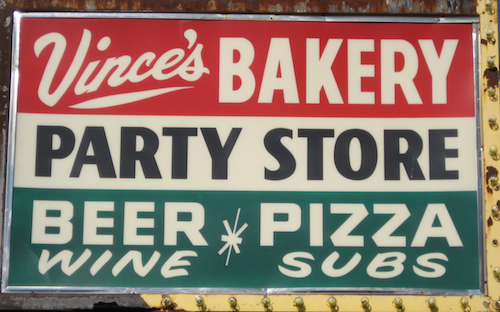 Vince's BAKERY
PARTY STORE
BEER * PIZZA
WINE SUBS